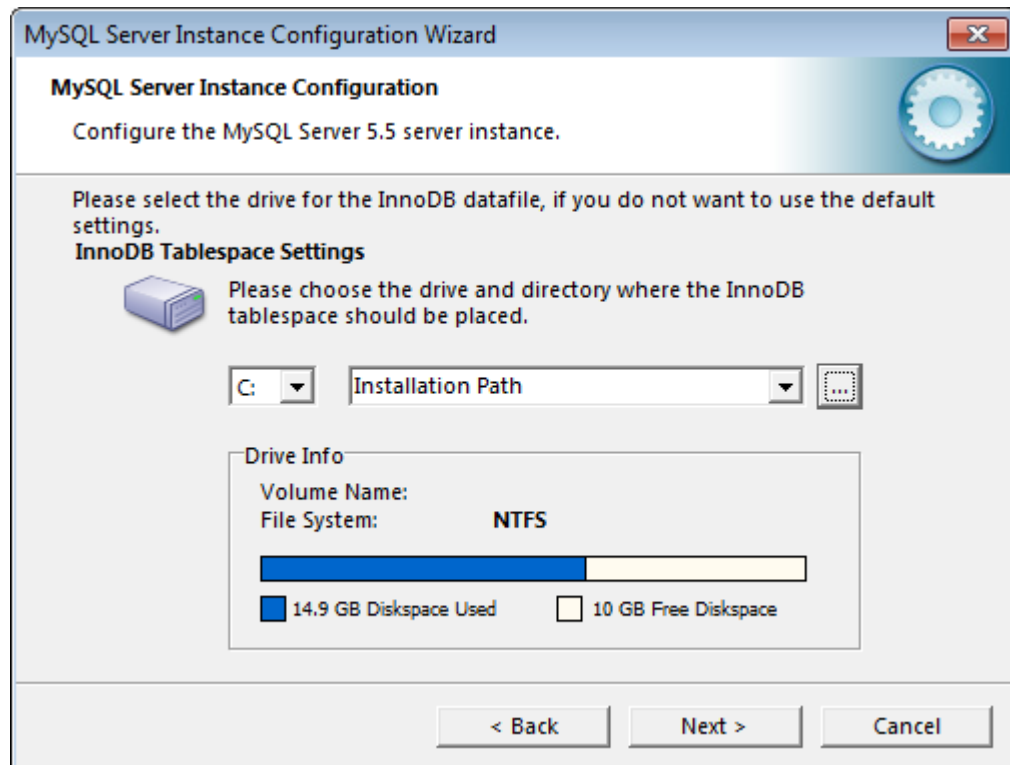 MySQL Server Instance Configuration Wizard
MySQL Server Instance Configuration
Configure the MySQL Server 5.5 server instance.
Please select the drive for the InnoDB datafile, if you do not want to use the default
settings.
InnoDB Tablespace Settings
Please choose the drive and directory where the InnoDB
tablespace should be placed.
C:
Installation Path
...
Drive Info
Volume Name:
File System: NTFS
14.9 GB Diskspace Used
10 GB Free Diskspace
< Back
Next >
Cancel